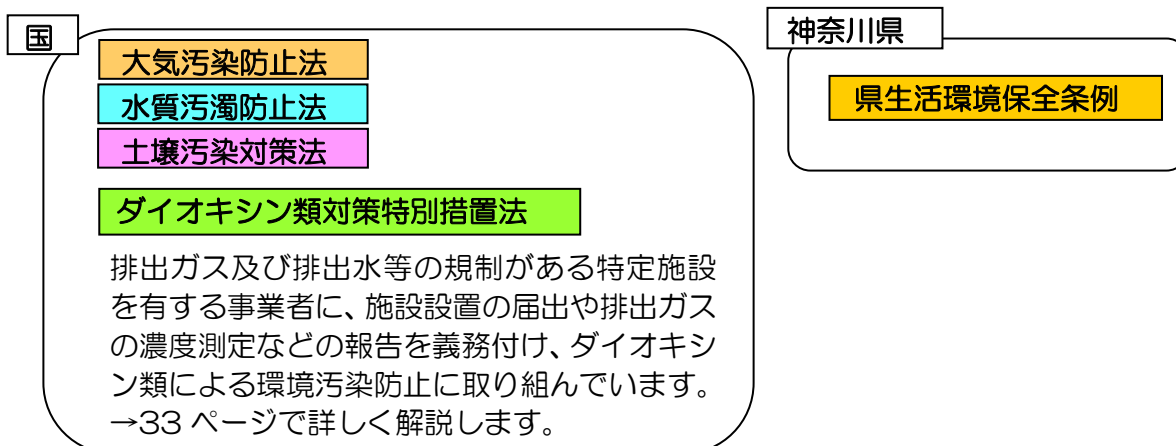 国
大気汚染防止法
水質汚濁防止法
土壌汚染対策法
ダイオキシン類対策特別措置法
排出ガス及び排出水等の規制がある特定施設
を有する事業者に、施設設置の届出や排出ガス
の濃度測定などの報告を義務付け、ダイオキシ
ン類による環境汚染防止に取り組んでいます。
→33 ページで詳しく解説します。
神奈川県
県生活環境保全条例